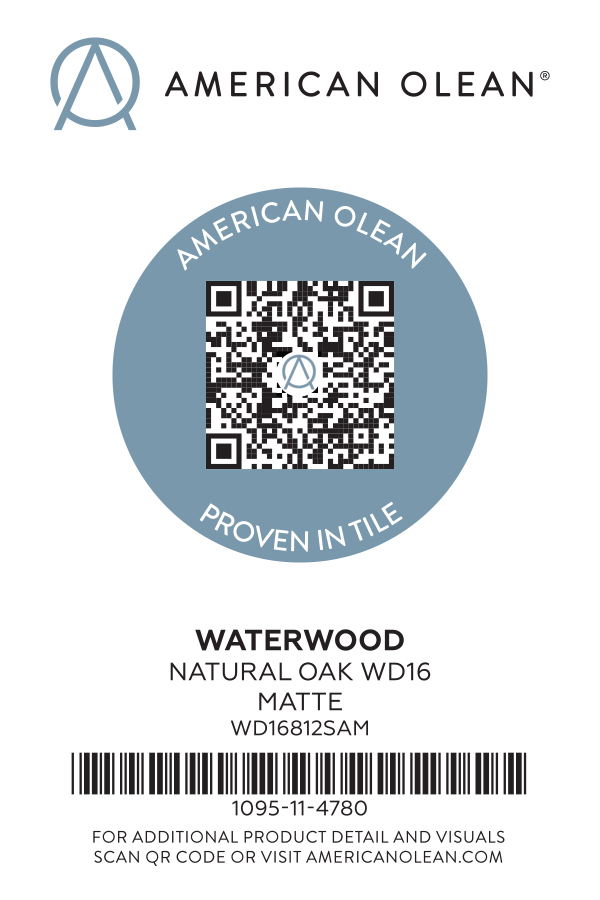 AMERICAN OLEAN®
AMERICAN OLEAN
PROVEN IN TILE
WATERWOOD
NATURAL OAK WD16
MATTE
WD16812SAM
1095-11-4780
FOR ADDITIONAL PRODUCT DETAIL AND VISUALS
SCAN QR CODE OR VISIT AMERICANOLEAN.COM